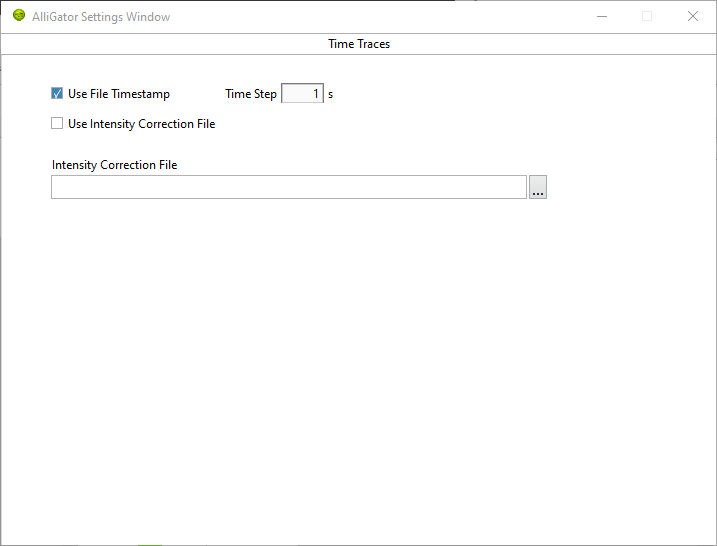 AlliGator Settings Window
Time Traces
Use File Timestamp Time Step 1 s
Use Intensity Correction File
Intensity Correction File
...